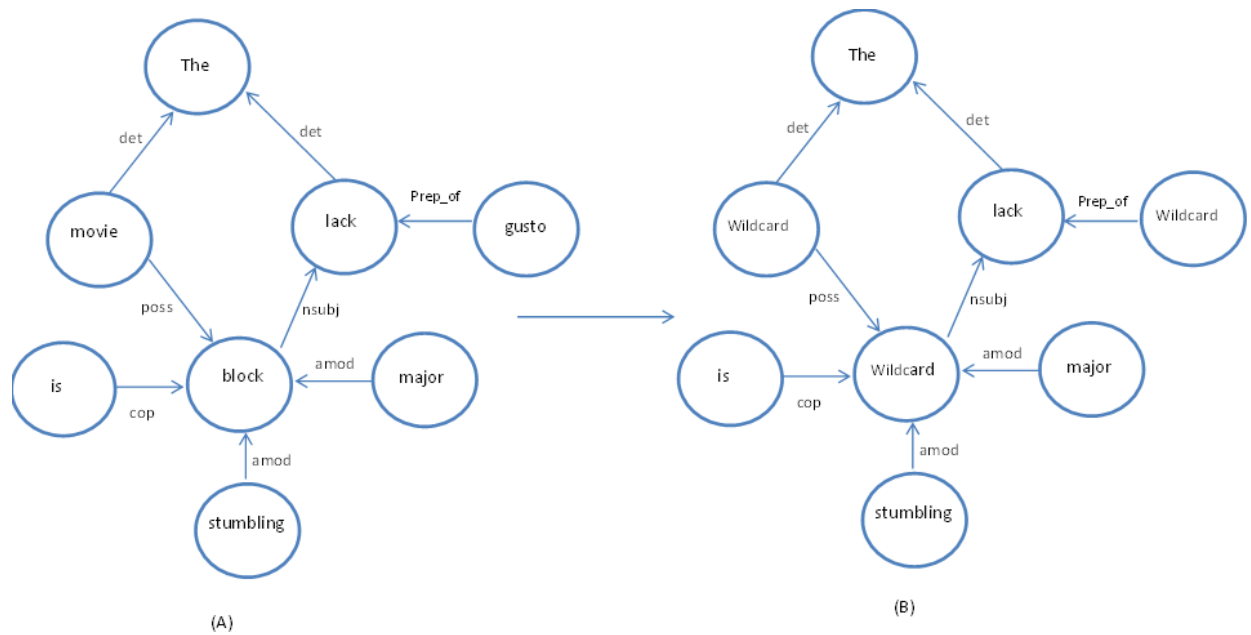 The
det
det
movie
lack
Prep_of
gusto
poss
nsubj
is
cop
block
amod
major
amod
stumbling
(A)
The
det
det
Wildcard
lack
Prep_of
Wildcard
poss
nsubj
is
cop
Wildcard
amod
major
amod
stumbling
(B)